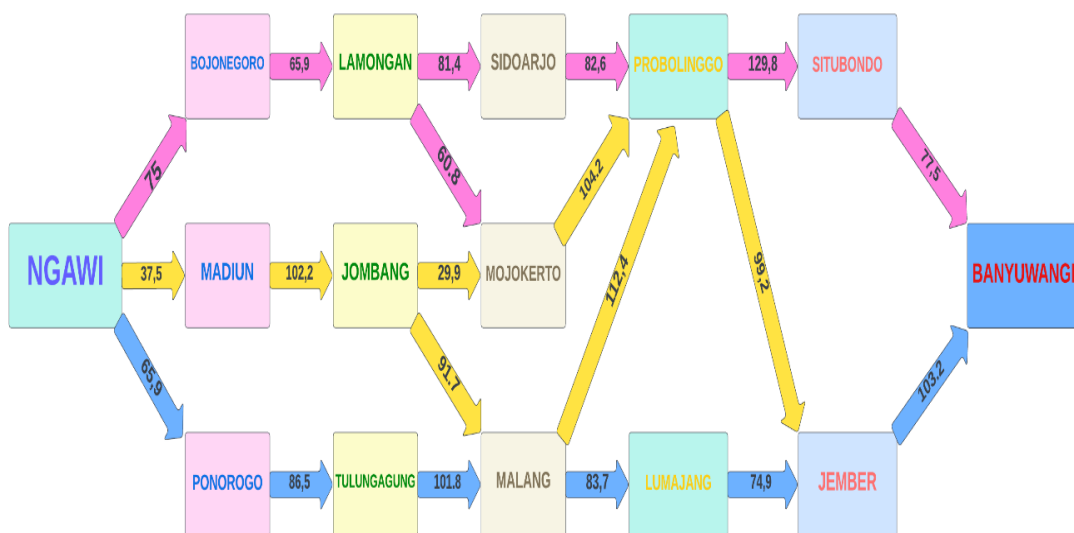 BOJONEGORO
65,9
LAMONGAN
81,4
SIDOARJO
82,6
PROBOLINGGO
129,8
SITUBONDO
75
60.8
104.2
77,5
NGAWI
37,5
MADIUN
102,2
JOMBANG
29,9
MOJOKERTO
112,4
99,2
BANYUWANGI
65,9
91.7
103.2
PONOROGO
86,5
TULUNGAGUNG
101.8
MALANG
83,7
LUMAJANG
74,9
JEMBER